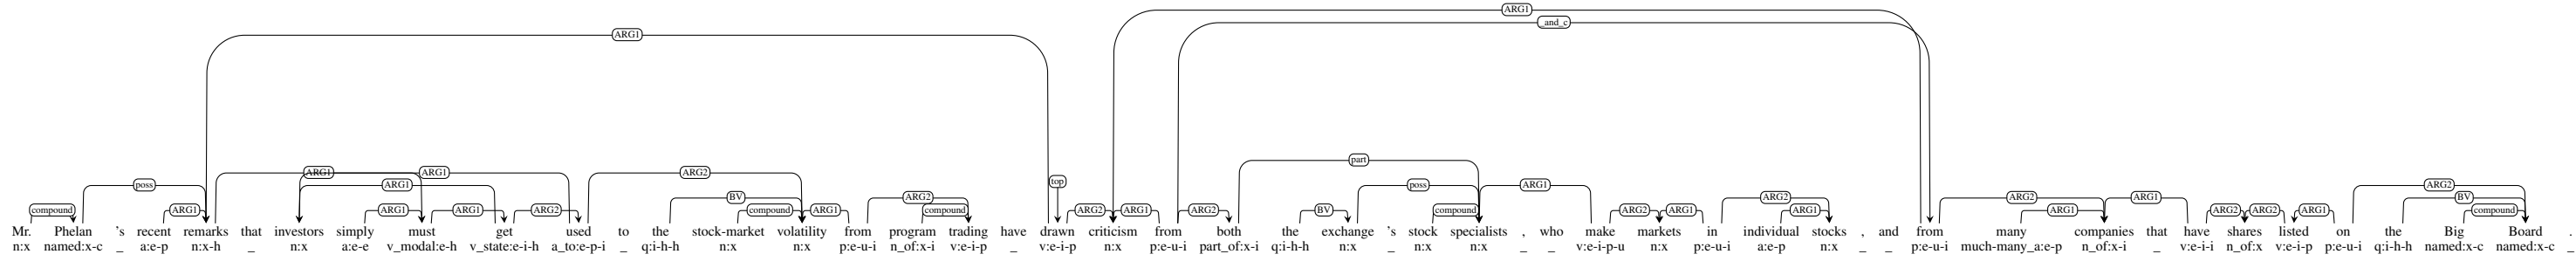 ARG1
_and_c
ARG1
part
top
ARG1 ARG1 ARG2
poss ARG1 poss ARG1 ARG2
BV ARG2 ARG2 ARG2 ARG1 BV
compound ARG1 ARG1 ARG1 ARG2 compound ARG1 compound ARG2 ARG1 ARG2 BV compound ARG2 ARG1 ARG1 ARG1 ARG2 ARG2 ARG1 compound
Mr. Phelan 's recent remarks that investors simply must get used to the stock-market volatility from program trading have drawn criticism from both the exchange 's stock specialists , who make markets in individual stocks , and from many companies that have shares listed on the Big Board .
n:x named:x-c _ a:e-p n:x-h _ n:x a:e-e v_modal:e-h v_state:e-i-h a_to:e-p-i _ q:i-h-h n:x n:x p:e-u-i n_of:x-i v:e-i-p _ v:e-i-p n:x p:e-u-i part_of:x-i q:i-h-h n:x _ n:x n:x _ _ v:e-i-p-u n:x p:e-u-i a:e-p n:x _ _ p:e-u-i much-many_a:e-p n_of:x-i _ v:e-i-i n_of:x v:e-i-p p:e-u-i q:i-h-h named:x-c named:x-c _